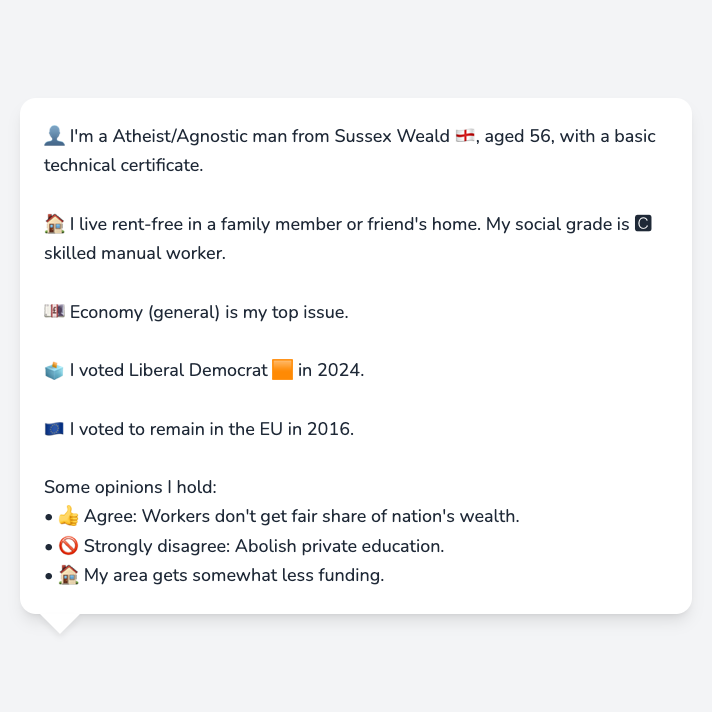 👤 I'm a Atheist/Agnostic man from Sussex Weald 🏴󠁧󠁢󠁥󠁮󠁧󠁿, aged 56, with a basic
technical certificate.
🏠 I live rent-free in a family member or friend's home. My social grade is 🅲
skilled manual worker.
💷 Economy (general) is my top issue.
🗳️ I voted Liberal Democrat 🟧 in 2024.
🇪🇺 I voted to remain in the EU in 2016.
Some opinions I hold:
• 👍 Agree: Workers don't get fair share of nation's wealth.
• 🚫 Strongly disagree: Abolish private education.
• 🏠 My area gets somewhat less funding.